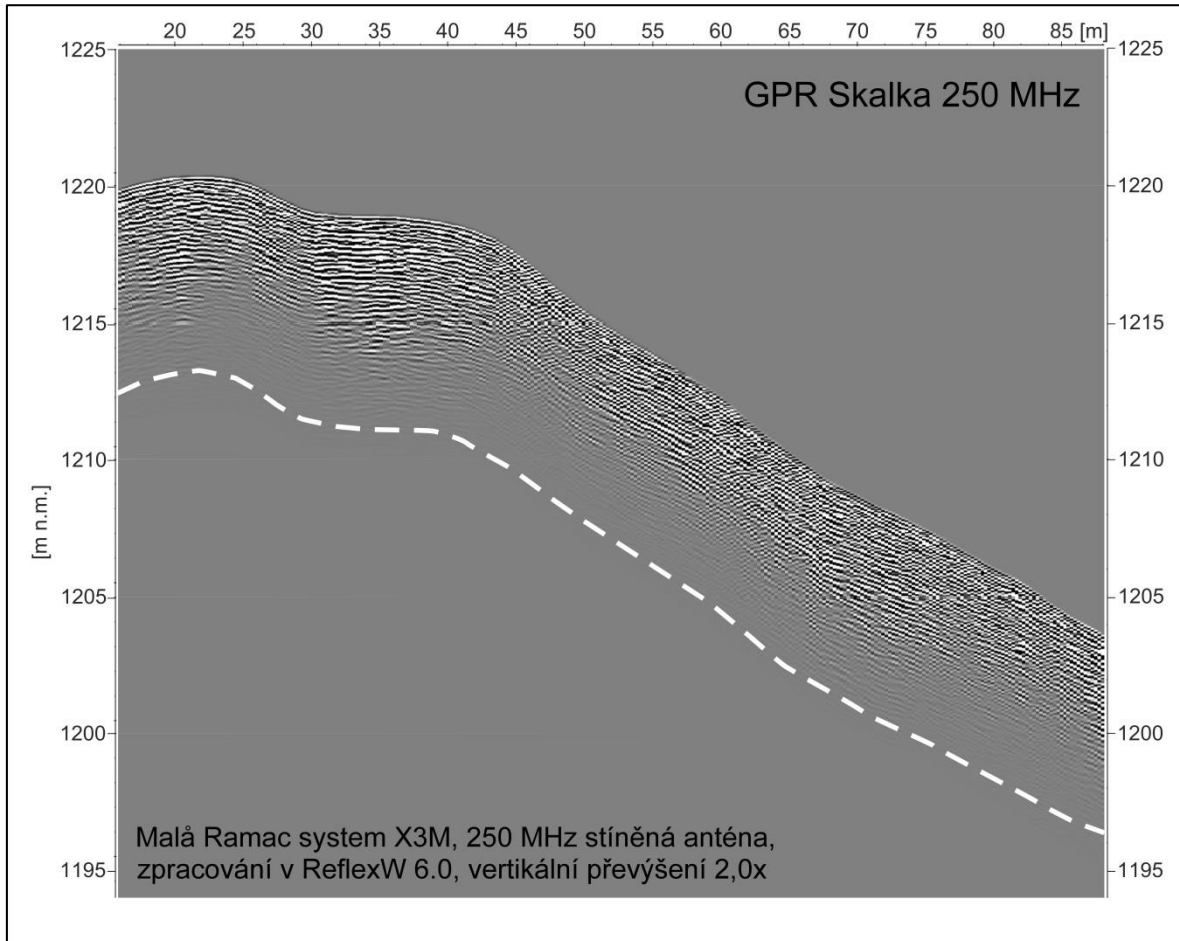 20 25 30 35 40 45 50 55 60 65 70 75 80 85 [m]
1225 1225
GPR Skalka 250 MHz
1220 1220
1215 1215
1210 1210
[m n.m.]
1205 1205
1200 1200
Malå Ramac system X3M, 250 MHz stíněná anténa,
zpracování v ReflexW 6.0, vertikální převýšení 2,0x
1195 1195